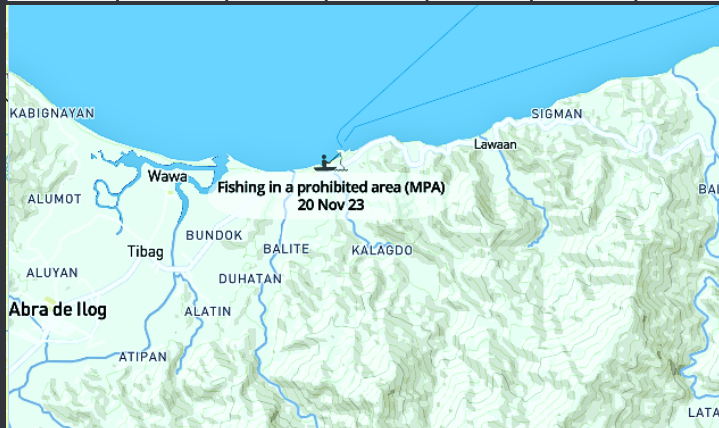 KABIGNAYAN
SIGMAN
Lawaan
Wawa
Fishing in a prohibited area (MPA)
20 Nov 23
ALUMOT
BUNDOK
Tibag
BALITE
KALAGDO
ALUYAN
DUHATAN
Abra de Ilog
ALATIN
ATIPAN